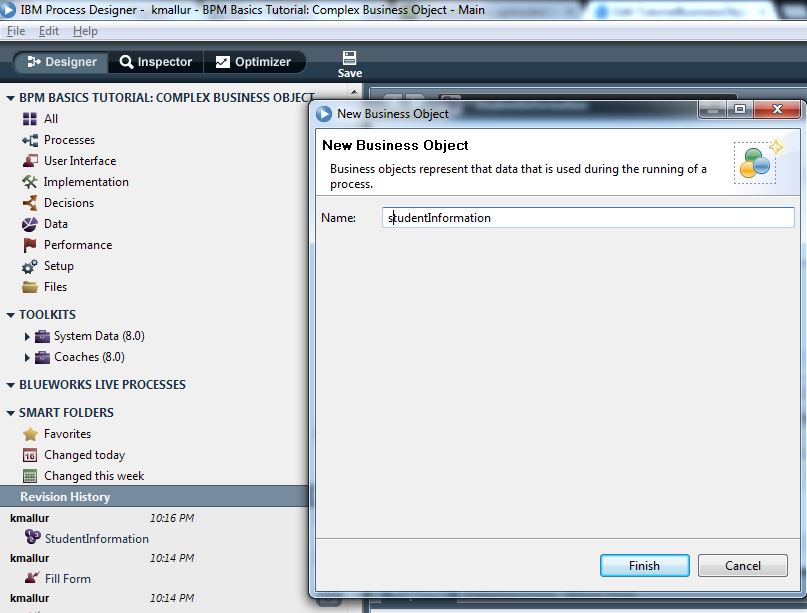 IBM Process Designer - kmallur - BPM Basics Tutorial: Complex Business Object - Main
File Edit Help
Designer Inspector Optimizer
Save
BPM BASICS TUTORIAL: COMPLEX BUSINESS OBJECT
All
Processes
User Interface
Implementation
Decisions
Data
Performance
Setup
Files
TOOLKITS
System Data (8.0)
Coaches (8.0)
BLUEWORKS LIVE PROCESSES
SMART FOLDERS
Favorites
Changed today
Changed this week
Revision History
kmallur 10:16 PM
StudentInformation
kmallur 10:14 PM
Fill Form
kmallur 10:14 PM
New Business Object
New Business Object
Business objects represent that data that is used during the running of a
process.
Name: studentInformation
Finish Cancel